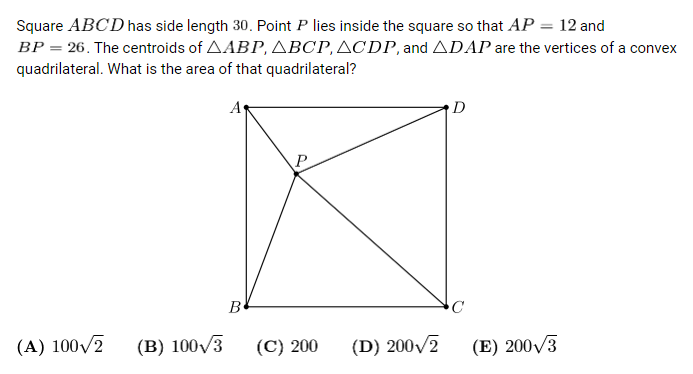 Square ABCD has side length 30. Point P lies inside the square so that AP = 12 and
BP = 26. The centroids of △ABP, △BCP, △CDP, and △DAP are the vertices of a convex
quadrilateral. What is the area of that quadrilateral?
A D
P
B C
(A) 100√2 (B) 100√3 (C) 200 (D) 200√2 (E) 200√3